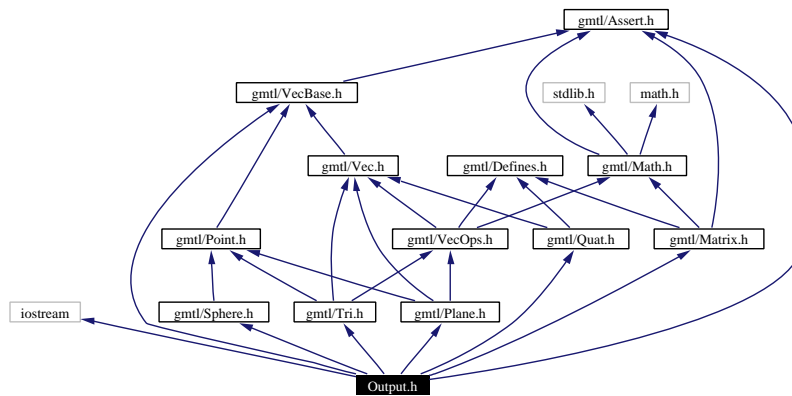 gmtl/Assert.h
gmtl/VecBase.h
stdlib.h
math.h
gmtl/Vec.h
gmtl/Defines.h
gmtl/Math.h
gmtl/Point.h
gmtl/VecOps.h
gmtl/Quat.h
gmtl/Matrix.h
iostream
gmtl/Sphere.h
gmtl/Tri.h
gmtl/Plane.h
Output.h